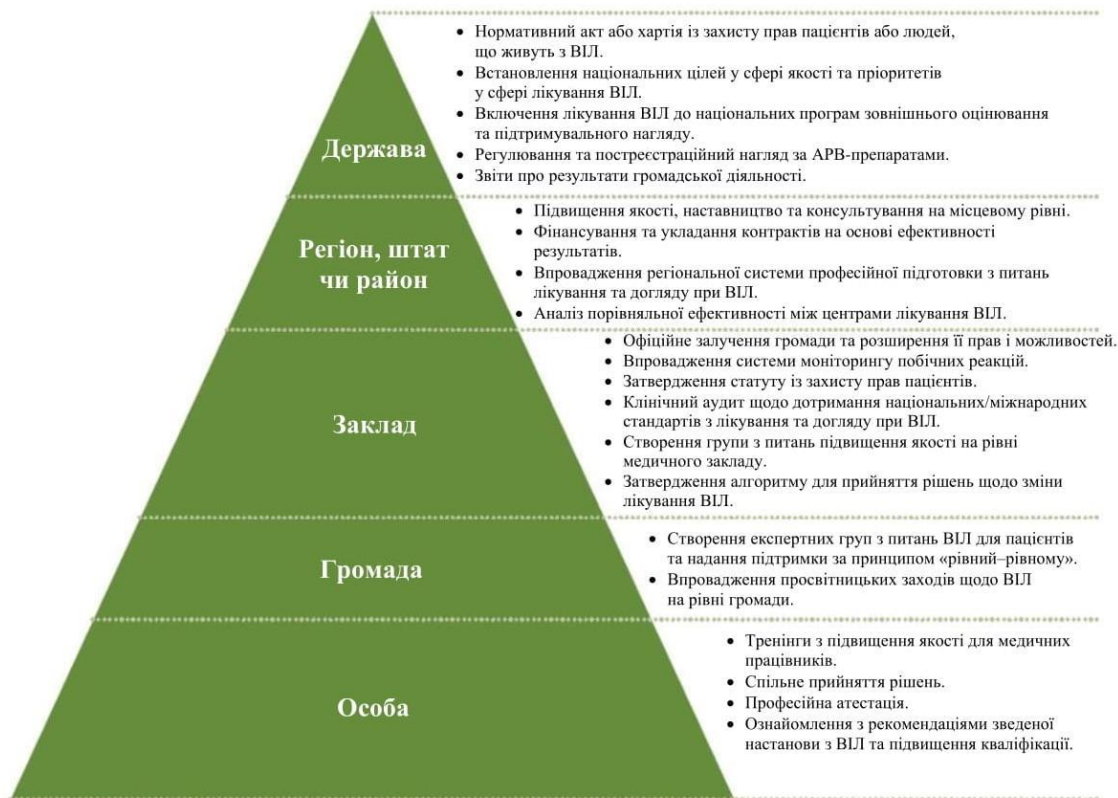 Держава
• Нормативний акт або хартія із захисту прав пацієнтів або людей,
що живуть з ВІЛ.
• Встановлення національних цілей у сфері якості та пріоритетів
у сфері лікування ВІЛ.
• Включення лікування ВІЛ до національних програм зовнішнього оцінювання
та підтримувального нагляду.
• Регулювання та постреєстраційний нагляд за АРВ-препаратами.
• Звіти про результати громадської діяльності.
Регіон, штат
чи район
• Підвищення якості, наставництво та консультування на місцевому рівні.
• Фінансування та укладання контрактів на основі ефективності
результатів.
• Впровадження регіональної системи професійної підготовки з питань
лікування та догляду при ВІЛ.
• Аналіз порівняльної ефективності між центрами лікування ВІЛ.
Заклад
• Офіційне залучення громади та розширення її прав і можливостей.
• Впровадження системи моніторингу побічних реакцій.
• Затвердження статуту із захисту прав пацієнтів.
• Клінічний аудит щодо дотримання національних/міжнародних
стандартів з лікування та догляду при ВІЛ.
• Створення групи з питань підвищення якості на рівні
медичного закладу.
• Затвердження алгоритму для прийняття рішень щодо зміни
лікування ВІЛ.
Громада
• Створення експертних груп з питань ВІЛ для пацієнтів
та надання підтримки за принципом «рівний–рівному».
• Впровадження просвітницьких заходів щодо ВІЛ
на рівні громади.
Особа
• Тренінги з підвищення якості для медичних
працівників.
• Спільне прийняття рішень.
• Професійна атестація.
• Ознайомлення з рекомендаціями зведеної
настанови з ВІЛ та підвищення кваліфікації.